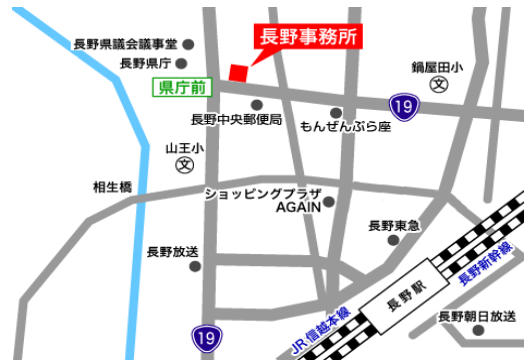 長野事務所
長野県議会議事堂
長野県庁
県庁前
鍋屋田小
文
19
長野中央郵便局
もんぜんぷら座
山王小
文
相生橋
ショッピングプラザ
AGAIN
長野東急
長野放送
長野新幹線
長野駅
長野朝日放送
19
JR信越本線